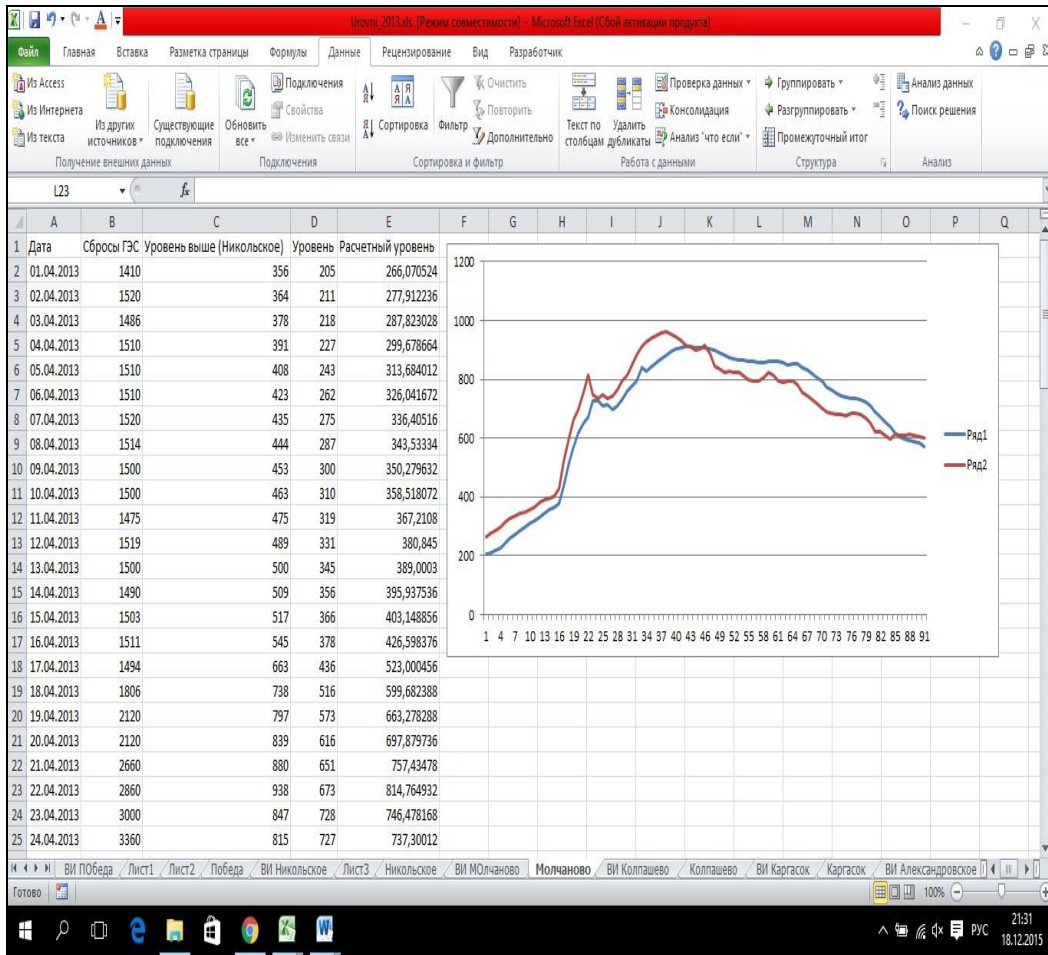 Urovni_2013.xls [Режим совместимости] - Microsoft Excel (Сбой активации продукта)
Файл Главная Вставка Разметка страницы Формулы Данные Рецензирование Вид Разработчик
Из Access
Из Интернета
Из текста
Из других источников
Существующие подключения
Получение внешних данных
Обновить все
Подключения
Свойства
Изменить связи
Подключения
Сортировка
Фильтр
Очистить
Повторить
Дополнительно
Сортировка и фильтр
Текст по столбцам
Удалить дубликаты
Проверка данных
Консолидация
Анализ "что если"
Работа с данными
Группировать
Разгруппировать
Промежуточный итог
Структура
Анализ данных
Поиск решения
Анализ
L23 fx
A B C D E F G H I J K L M N O P Q
1 Дата Сбросы ГЭС Уровень выше (Никольское) Уровень Расчетный уровень
2 01.04.2013 1410 356 205 266,070524
3 02.04.2013 1520 364 211 277,912236
4 03.04.2013 1486 378 218 287,823028
5 04.04.2013 1510 391 227 299,678664
6 05.04.2013 1510 408 243 313,684012
7 06.04.2013 1510 423 262 326,041672
8 07.04.2013 1520 435 275 336,40516
9 08.04.2013 1514 444 287 343,53334
10 09.04.2013 1500 453 300 350,279632
11 10.04.2013 1500 463 310 358,518072
12 11.04.2013 1475 475 319 367,2108
13 12.04.2013 1519 489 331 380,845
14 13.04.2013 1500 500 345 389,0003
15 14.04.2013 1490 509 356 395,937536
16 15.04.2013 1503 517 366 403,148856
17 16.04.2013 1511 545 378 426,598376
18 17.04.2013 1494 663 436 523,000456
19 18.04.2013 1806 738 516 599,682388
20 19.04.2013 2120 797 573 663,278288
21 20.04.2013 2120 839 616 697,879736
22 21.04.2013 2660 880 651 757,43478
23 22.04.2013 2860 938 673 814,764932
24 23.04.2013 3000 847 728 746,478168
25 24.04.2013 3360 815 727 737,30012
1200
1000
800
600
400
200
0
1 4 7 10 13 16 19 22 25 28 31 34 37 40 43 46 49 52 55 58 61 64 67 70 73 76 79 82 85 88 91
Ряд1
Ряд2
ВИ ПОбеда Лист1 Лист2 Победа ВИ Никольское Лист3 Никольское ВИ МОлчаново Молчаново ВИ Колпашево Колпашево ВИ Каргасок Каргасок ВИ Александровское
Готово 100%
РУС 21:31
18.12.2015